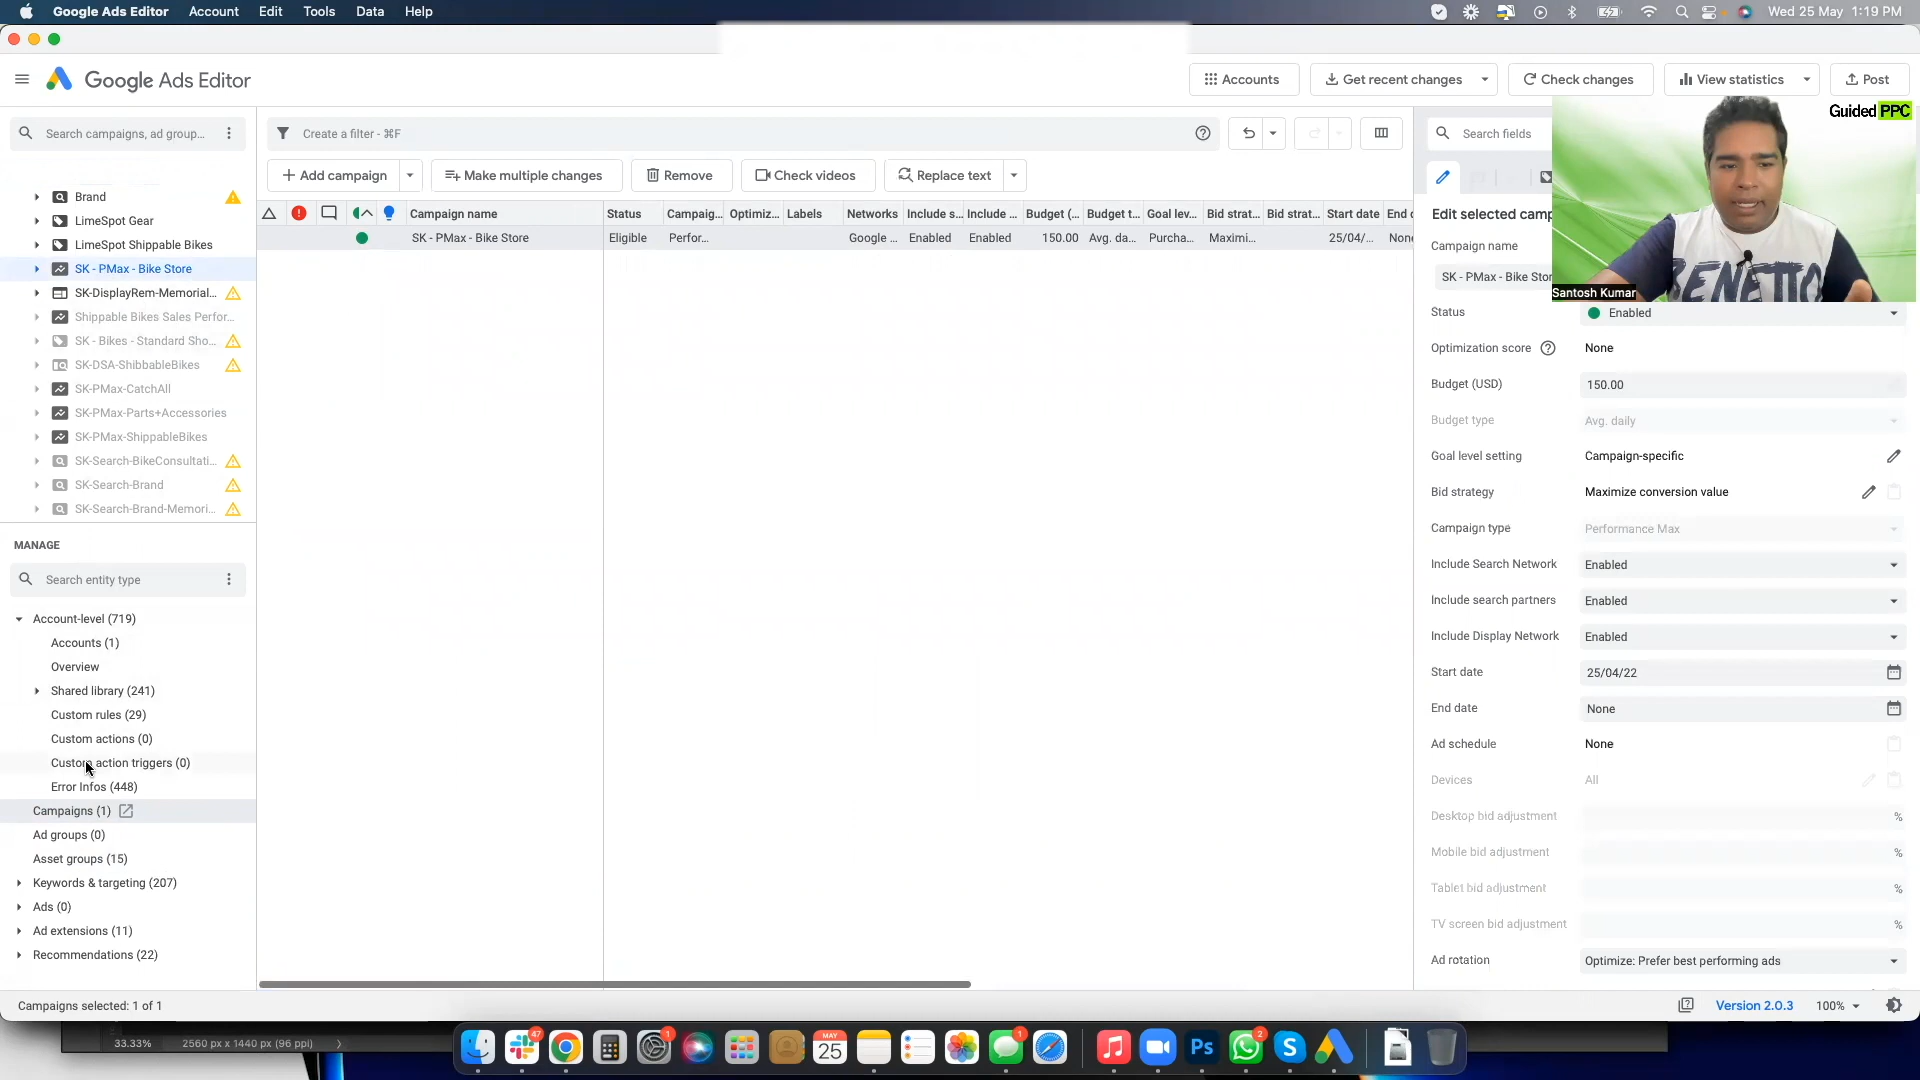 Google Ads Editor Account Edit Tools Data Help
Wed 25 May 1:19 PM
Google Ads Editor
Accounts
Get recent changes
Check changes
View statistics
Post
Search campaigns, ad group...
Create a filter - ⌘F
Search fields
Guided PPC
Add campaign
Make multiple changes
Remove
Check videos
Replace text
Brand
LimeSpot Gear
LimeSpot Shippable Bikes
SK - PMax - Bike Store
SK-DisplayRem-Memorial...
Shippable Bikes Sales Perfor...
SK - Bikes - Standard Sho...
SK-DSA-ShibbableBikes
SK-PMax-CatchAll
SK-PMax-Parts+Accessories
SK-PMax-ShippableBikes
SK-Search-BikeConsultati...
SK-Search-Brand
SK-Search-Brand-Memori...
Campaign name Status Campaig... Optimiz... Labels Networks Include s... Include ... Budget (... Budget t... Goal lev... Bid strat... Bid strat... Start date End d
SK - PMax - Bike Store Eligible Perfor... Google ... Enabled Enabled 150.00 Avg. da... Purcha... Maximi... 25/04/... None
MANAGE
Search entity type
Account-level (719)
Accounts (1)
Overview
Shared library (241)
Custom rules (29)
Custom actions (0)
Custom action triggers (0)
Error Infos (448)
Campaigns (1)
Ad groups (0)
Asset groups (15)
Keywords & targeting (207)
Ads (0)
Ad extensions (11)
Recommendations (22)
Edit selected camp
Campaign name
SK - PMax - Bike Stor
BENETTO
Santosh Kumar
Status Enabled
Optimization score None
Budget (USD) 150.00
Budget type Avg. daily
Goal level setting Campaign-specific
Bid strategy Maximize conversion value
Campaign type Performance Max
Include Search Network Enabled
Include search partners Enabled
Include Display Network Enabled
Start date 25/04/22
End date None
Ad schedule None
Devices All
Desktop bid adjustment %
Mobile bid adjustment %
Tablet bid adjustment %
TV screen bid adjustment %
Ad rotation Optimize: Prefer best performing ads
Campaigns selected: 1 of 1
Version 2.0.3 100%
33.33% 2560 px x 1440 px (96 ppi)
47
1
MAY
25
1
Ps
2